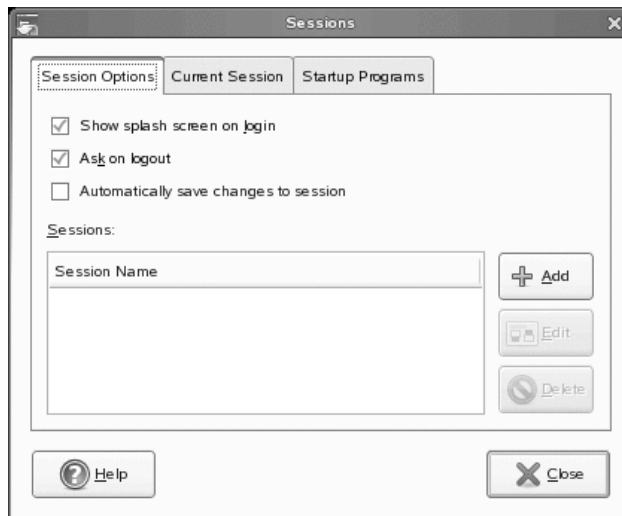 Sessions
Session Options Current Session Startup Programs
Show splash screen on login
Ask on logout
Automatically save changes to session
Sessions:
Session Name
Add
Edit
Delete
Help Close